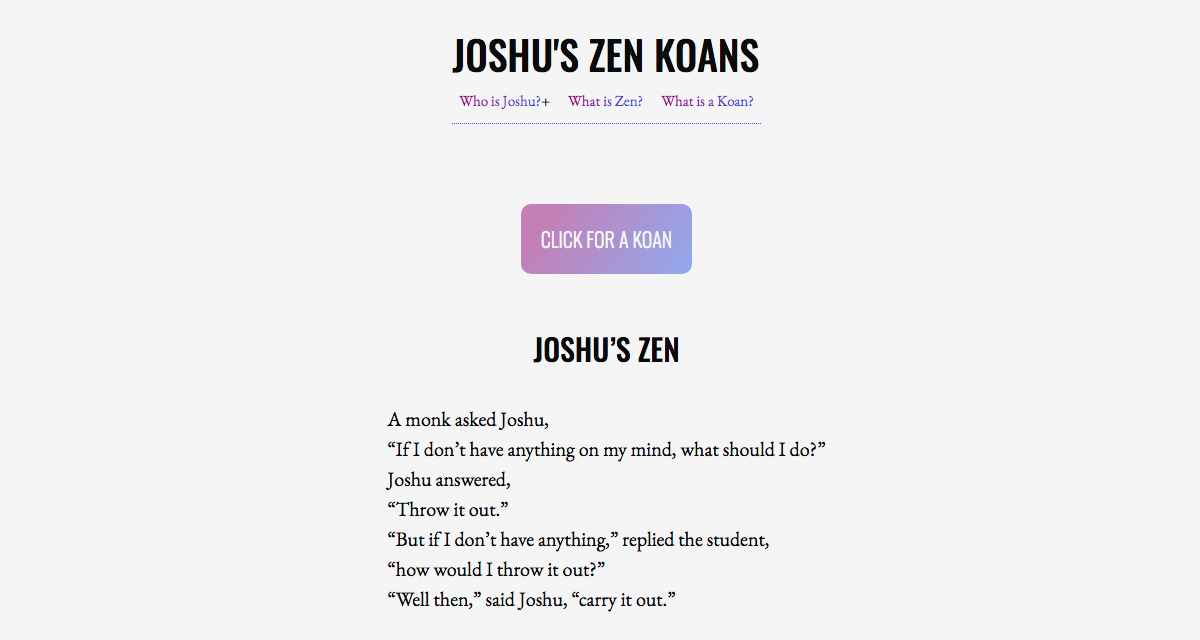 JOSHU'S ZEN KOANS
Who is Joshu?+ What is Zen? What is a Koan?
CLICK FOR A KOAN
JOSHU’S ZEN
A monk asked Joshu,
“If I don’t have anything on my mind, what should I do?”
Joshu answered,
“Throw it out.”
“But if I don’t have anything,” replied the student,
“how would I throw it out?”
“Well then,” said Joshu, “carry it out.”